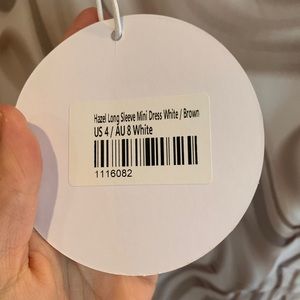 Hazel Long Sleeve Mini Dress White / Brown
US 4 / AU 8 White
1116082